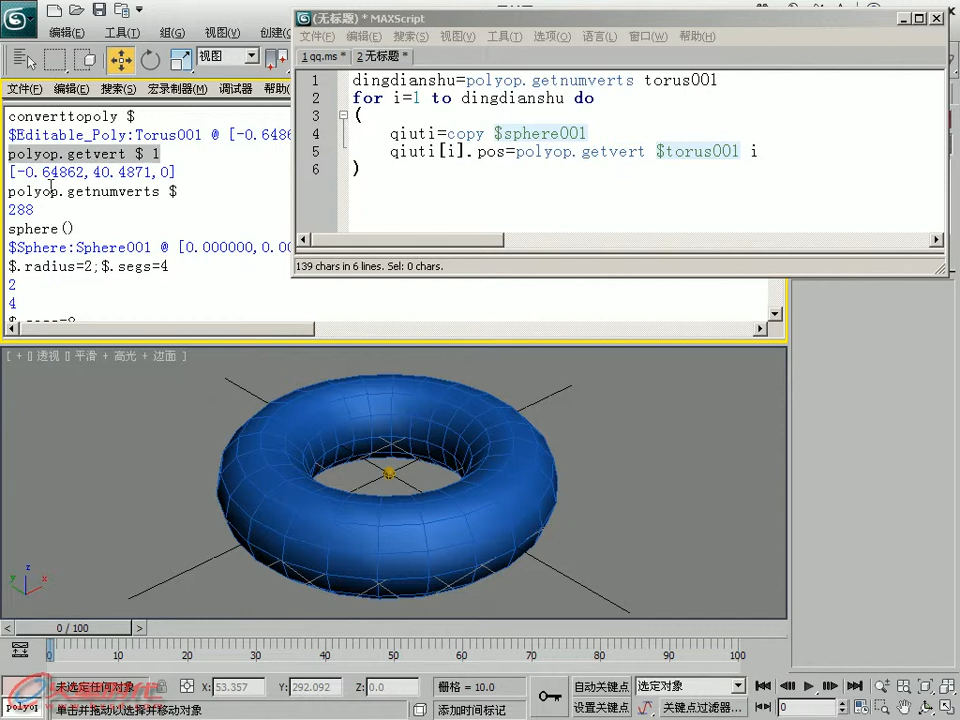 (无标题) * MAXScript
编辑(E) 工具(T) 组(G) 视图(V) 创建(
文件(F) 编辑(E) 搜索(S) 视图(V) 工具(T) 选项(O) 语言(L) 窗口(W) 帮助(H)
视图
1 qq.ms * 2 无标题 *
文件(F) 编辑(E) 搜索(S) 宏录制器(M) 调试器 帮助(
1 dingdianshu=polyop.getnumverts torus001
2 for i=1 to dingdianshu do
3 (
4 qiuti=copy $sphere001
5 qiuti[i].pos=polyop.getvert $torus001 i
6 )
139 chars in 6 lines. Sel: 0 chars.
converttopoly $
$Editable_Poly:Torus001 @ [-0.6486
polyop.getvert $ 1
[-0.64862,40.4871,0]
polyop.getnumverts $
288
sphere()
$Sphere:Sphere001 @ [0.000000,0.00
$.radius=2;$.segs=4
2
4
[ + [] 透视 [] 平滑 + 高光 + 边面 ]
z
y
x
< 0 / 100 >
0 10 20 30 40 50 60 70 80 90 100
未选定任何对象 X: 53.357 Y: 292.092 Z: 0.0 栅格 = 10.0 自动关键点 选定对象
polyop 单击并拖动以选择并移动对象 添加时间标记 设置关键点 关键点过滤器... 0